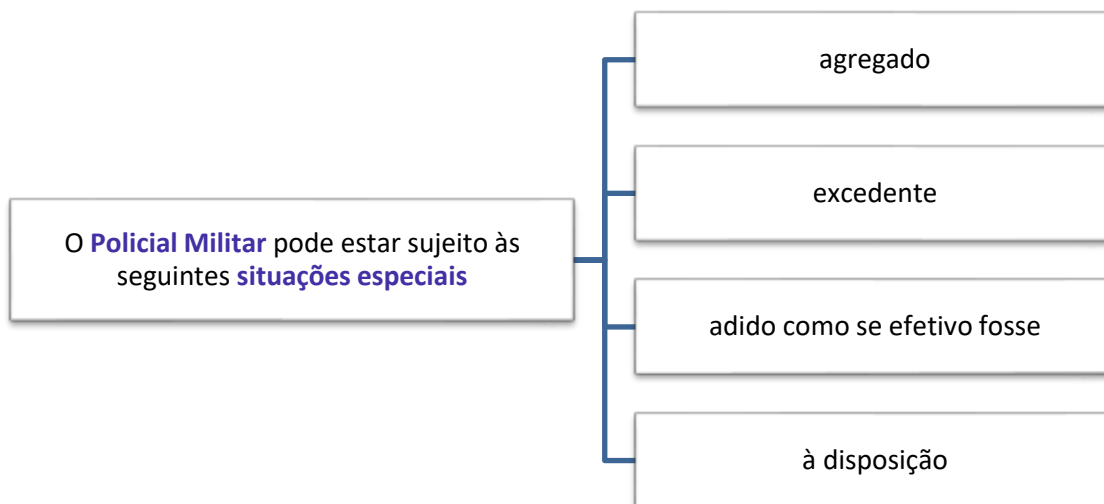 O Policial Militar pode estar sujeito às
seguintes situações especiais
agregado
excedente
adido como se efetivo fosse
à disposição